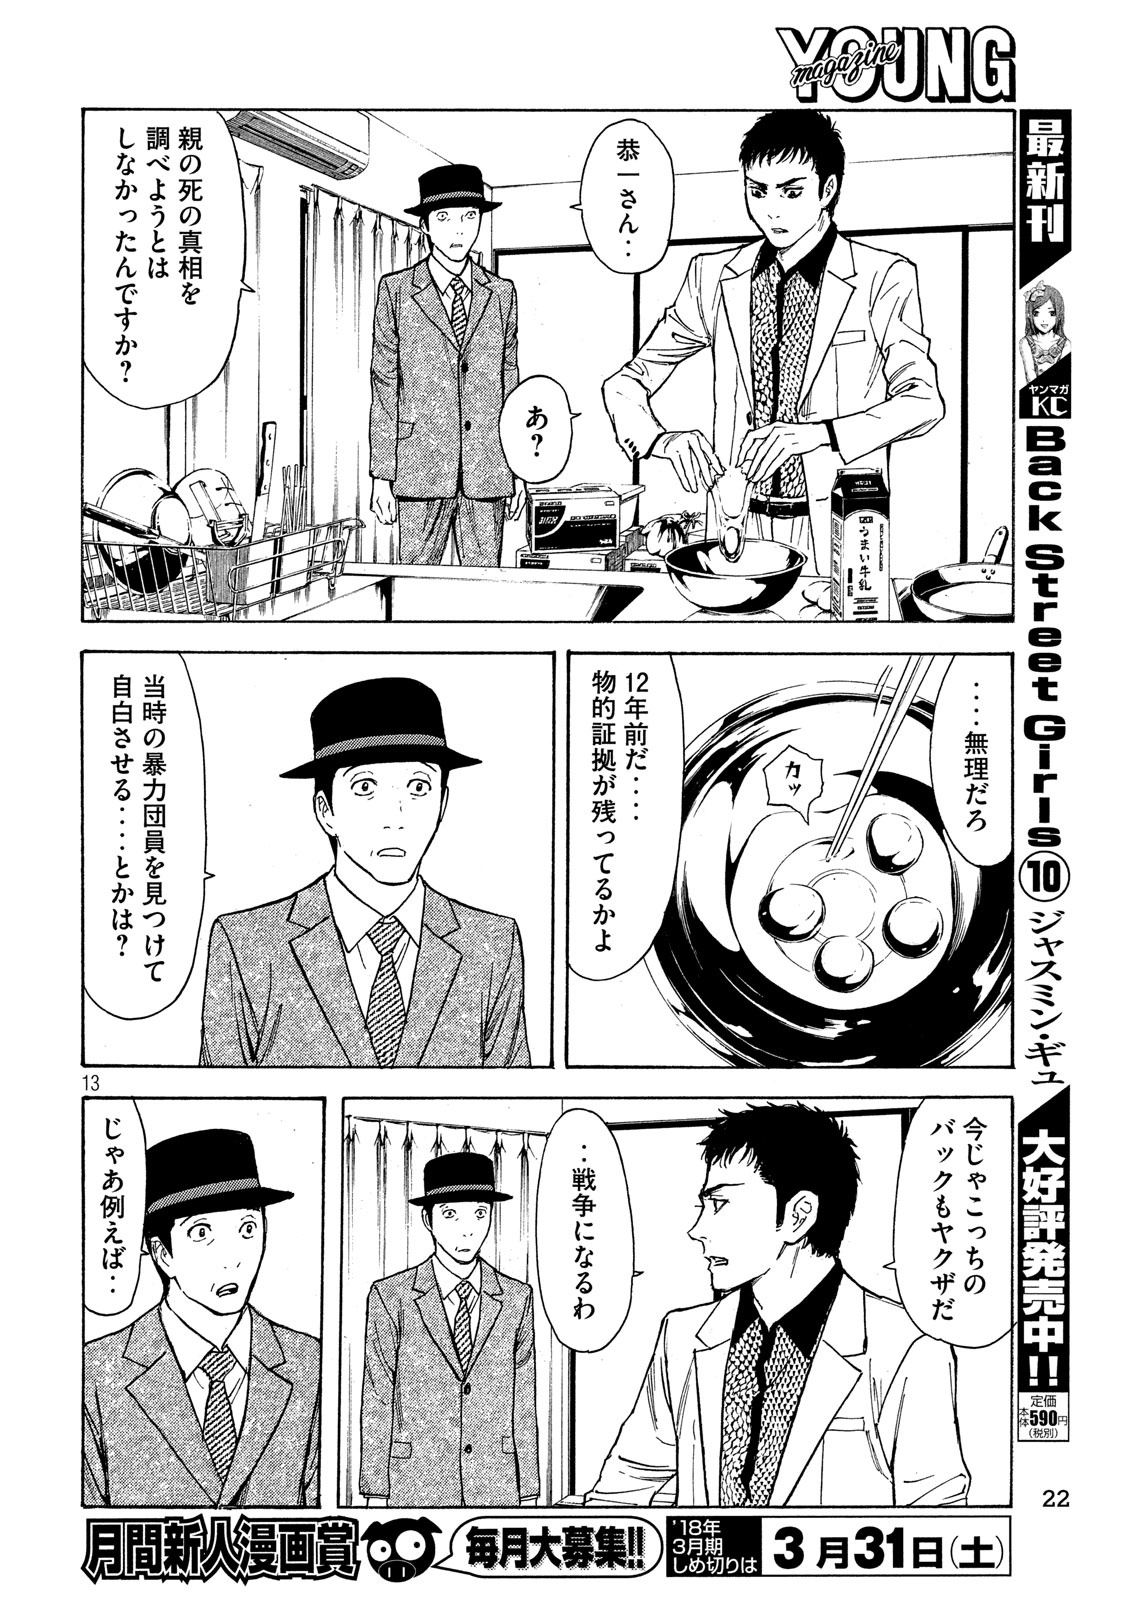 YOUNG
magazine
恭一さん‥
あ?
親の死の真相を
調べようとは
しなかったんですか?
うまい牛乳
‥‥無理だろ
カッ
12年前だ‥‥
物的証拠が残ってるかよ
当時の暴力団員を見つけて
自白させる‥‥‥とかは?
13
今じゃこっちの
バックもヤクザだ
‥戦争になるわ
じゃあ例えば‥
最新刊
ヤンマガ
KC
Back Street Girls⑩
ジャスミン・ギュ
大好評発売中!!
定価
本体590円
(税別)
22
月間新人漫画賞
毎月大募集!!
'18年
3月期
しめ切りは
3月31日(土)